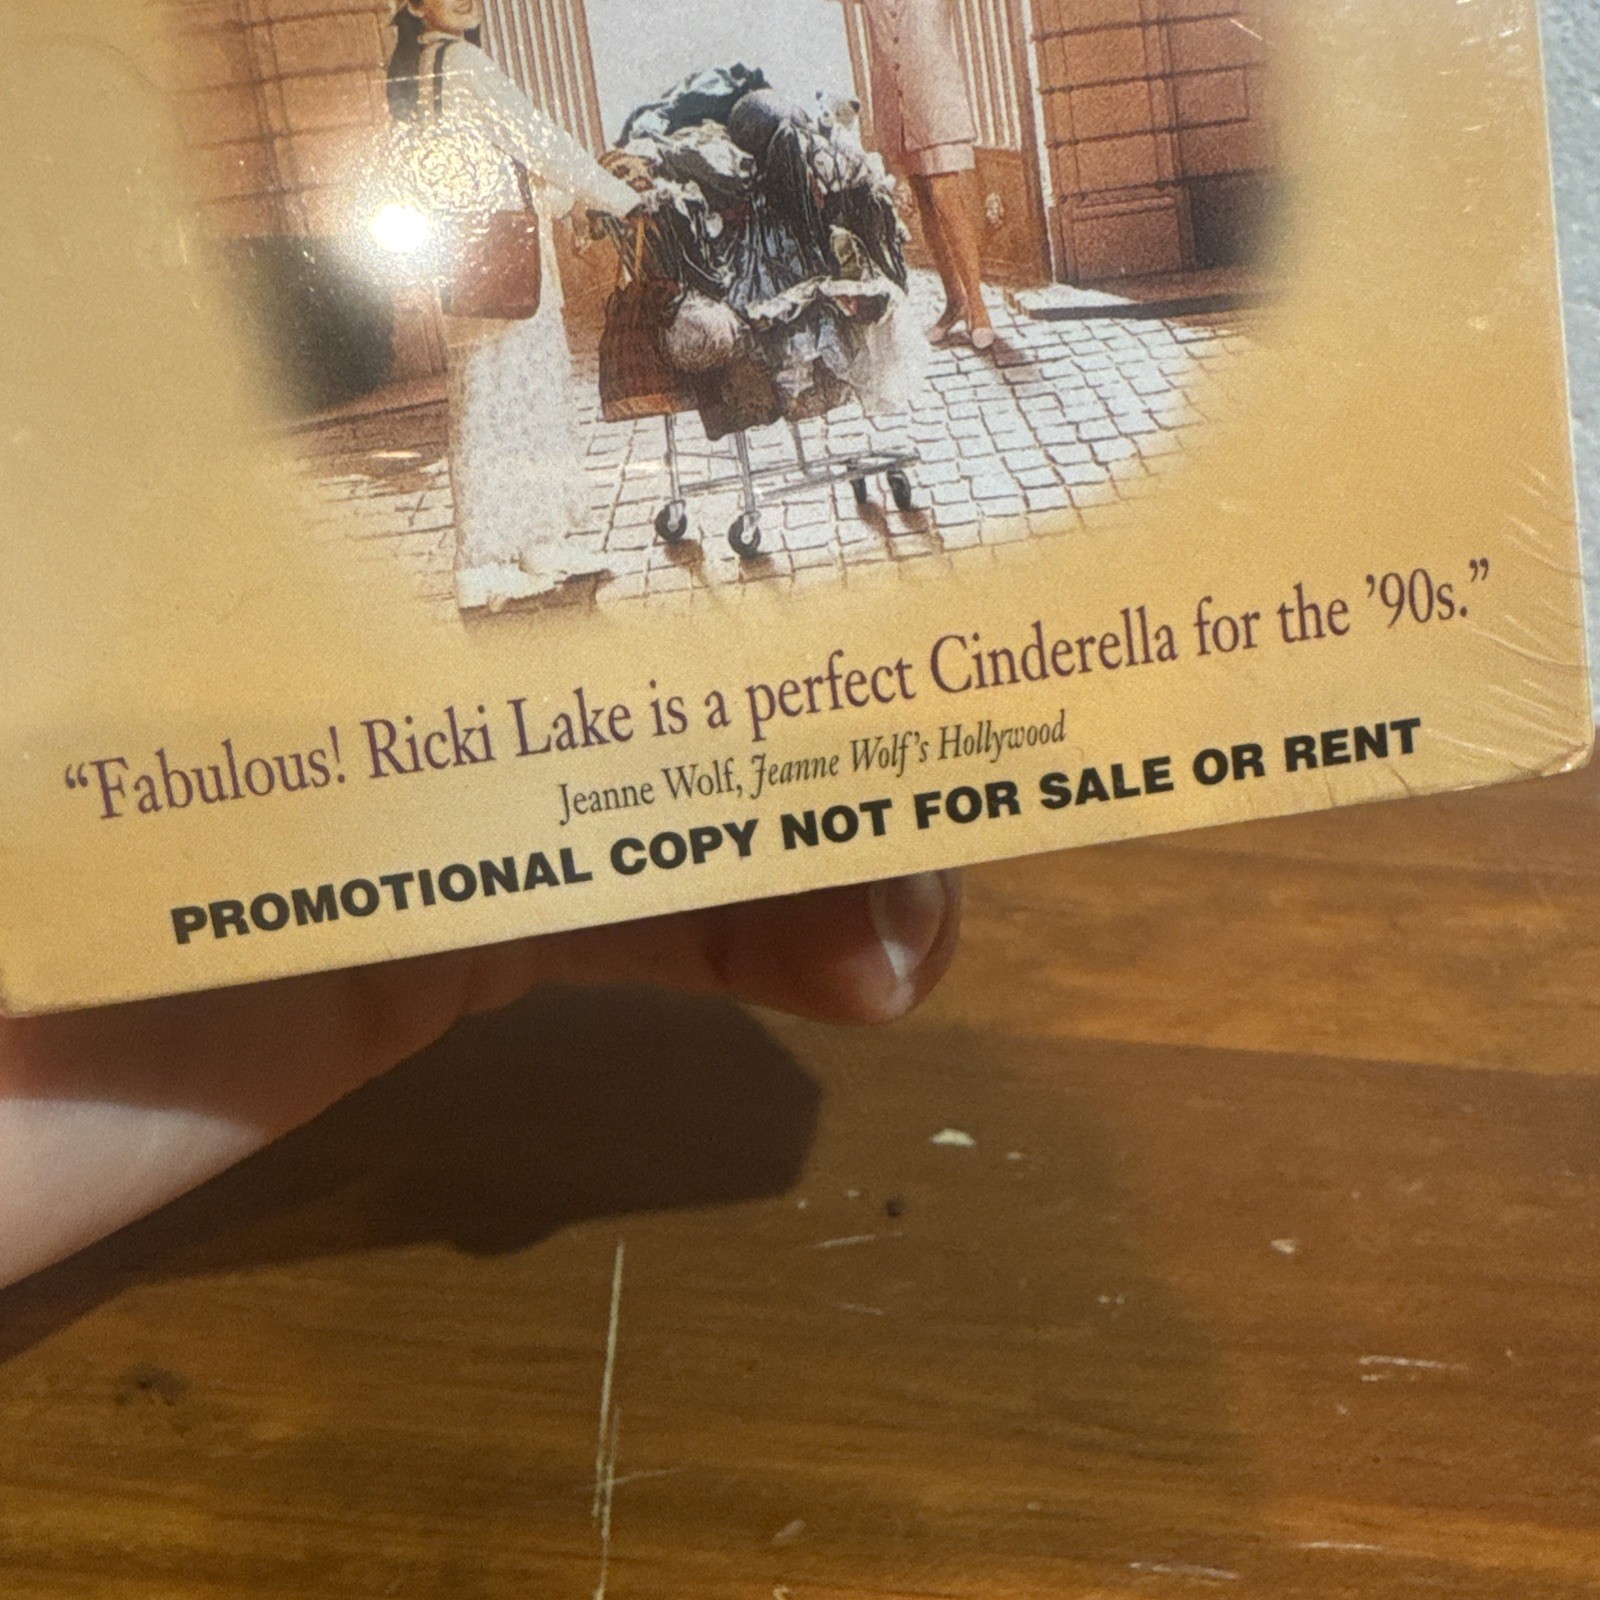 “Fabulous! Ricki Lake is a perfect Cinderella for the ’90s.”
Jeanne Wolf, Jeanne Wolf’s Hollywood
PROMOTIONAL COPY NOT FOR SALE OR RENT